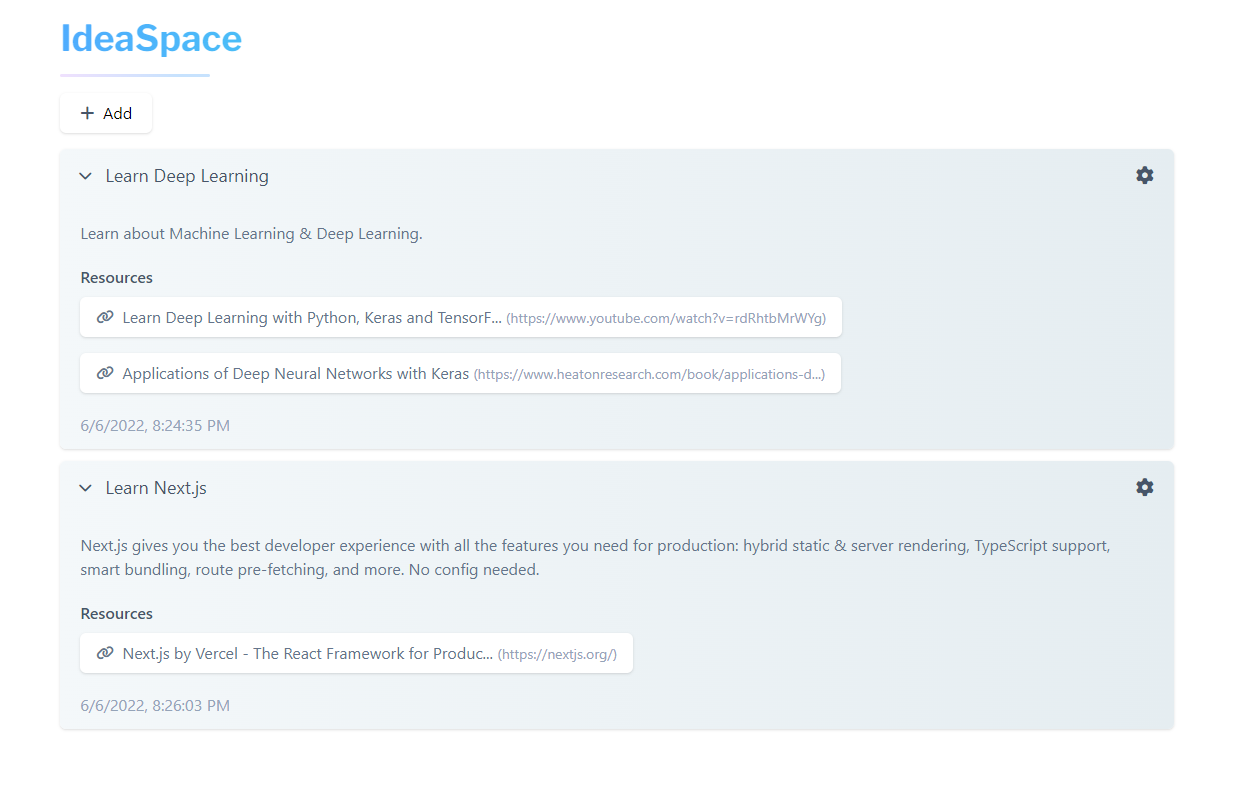 IdeaSpace
Add
Learn Deep Learning
Learn about Machine Learning & Deep Learning.
Resources
Learn Deep Learning with Python, Keras and TensorF... (https://www.youtube.com/watch?v=rdRhtbMrWYg)
Applications of Deep Neural Networks with Keras (https://www.heatonresearch.com/book/applications-d...)
6/6/2022, 8:24:35 PM
Learn Next.js
Next.js gives you the best developer experience with all the features you need for production: hybrid static & server rendering, TypeScript support,
smart bundling, route pre-fetching, and more. No config needed.
Resources
Next.js by Vercel - The React Framework for Produc... (https://nextjs.org/)
6/6/2022, 8:26:03 PM